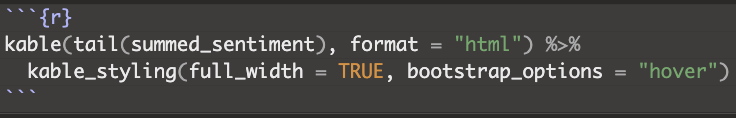 ```{r}
kable(tail(summed_sentiment), format = "html") %>%
  kable_styling(full_width = TRUE, bootstrap_options = "hover")
```